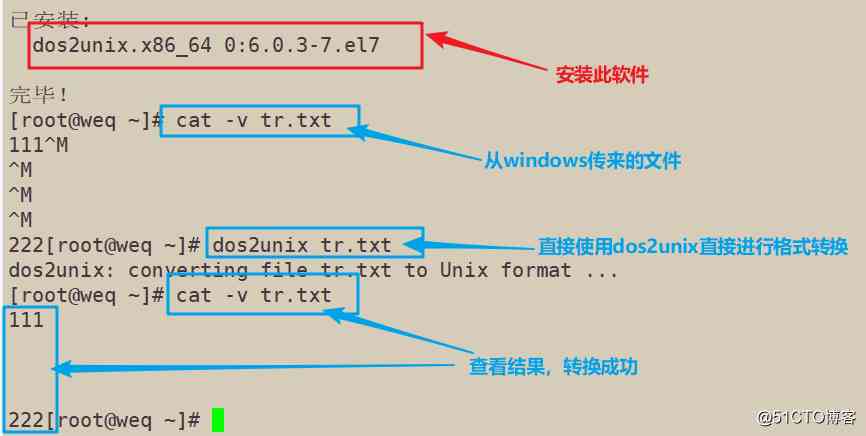 已安装:
dos2unix.x86_64 0:6.0.3-7.el7
安装此软件
完毕!
[root@weq ~]# cat -v tr.txt
111^M
从windows传来的文件
^M
^M
^M
222[root@weq ~]# dos2unix tr.txt
直接使用dos2unix直接进行格式转换
dos2unix: converting file tr.txt to Unix format ...
[root@weq ~]# cat -v tr.txt
111
查看结果，转换成功
222[root@weq ~]#
@51CTO博客